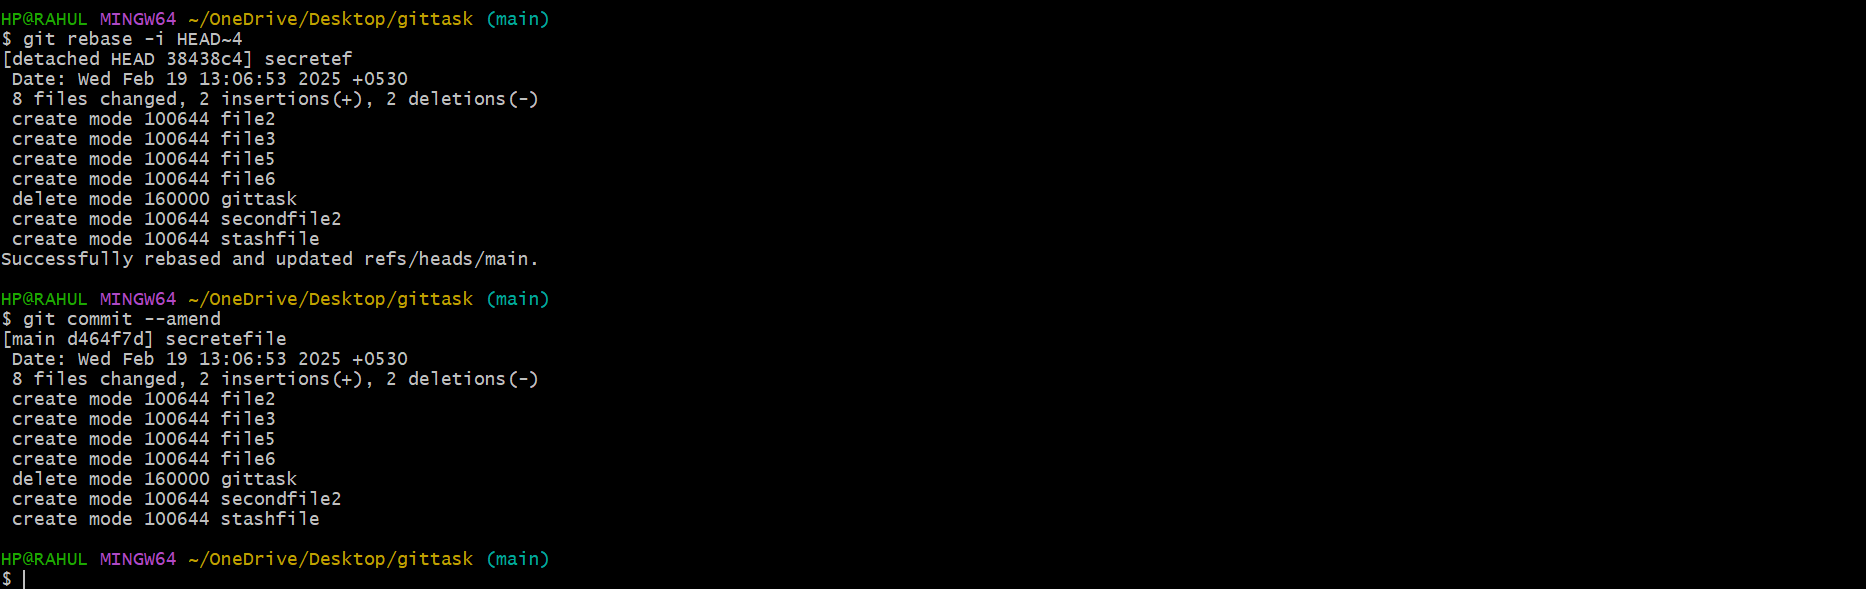 HP@RAHUL MINGW64 ~/OneDrive/Desktop/gittask (main)
$ git rebase -i HEAD~4
[detached HEAD 38438c4] secretef
 Date: Wed Feb 19 13:06:53 2025 +0530
 8 files changed, 2 insertions(+), 2 deletions(-)
 create mode 100644 file2
 create mode 100644 file3
 create mode 100644 file5
 create mode 100644 file6
 delete mode 160000 gittask
 create mode 100644 secondfile2
 create mode 100644 stashfile
Successfully rebased and updated refs/heads/main.

HP@RAHUL MINGW64 ~/OneDrive/Desktop/gittask (main)
$ git commit --amend
[main d464f7d] secretefile
 Date: Wed Feb 19 13:06:53 2025 +0530
 8 files changed, 2 insertions(+), 2 deletions(-)
 create mode 100644 file2
 create mode 100644 file3
 create mode 100644 file5
 create mode 100644 file6
 delete mode 160000 gittask
 create mode 100644 secondfile2
 create mode 100644 stashfile

HP@RAHUL MINGW64 ~/OneDrive/Desktop/gittask (main)
$